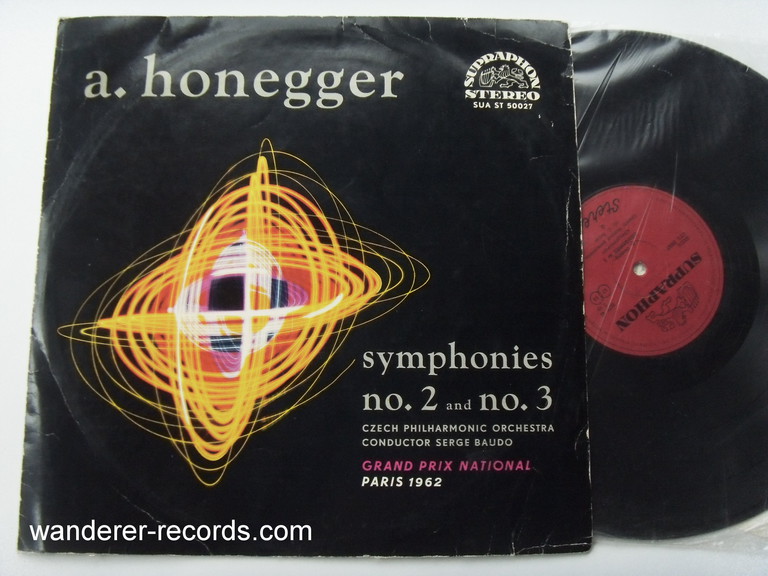 a. honegger
SUPRAPHON
STEREO
SUA ST 50027
symphonies
no. 2 and no. 3
CZECH PHILHARMONIC ORCHESTRA
CONDUCTOR SERGE BAUDO
GRAND PRIX NATIONAL
PARIS 1962
SUPRAPHON
Stereo
wanderer-records.com